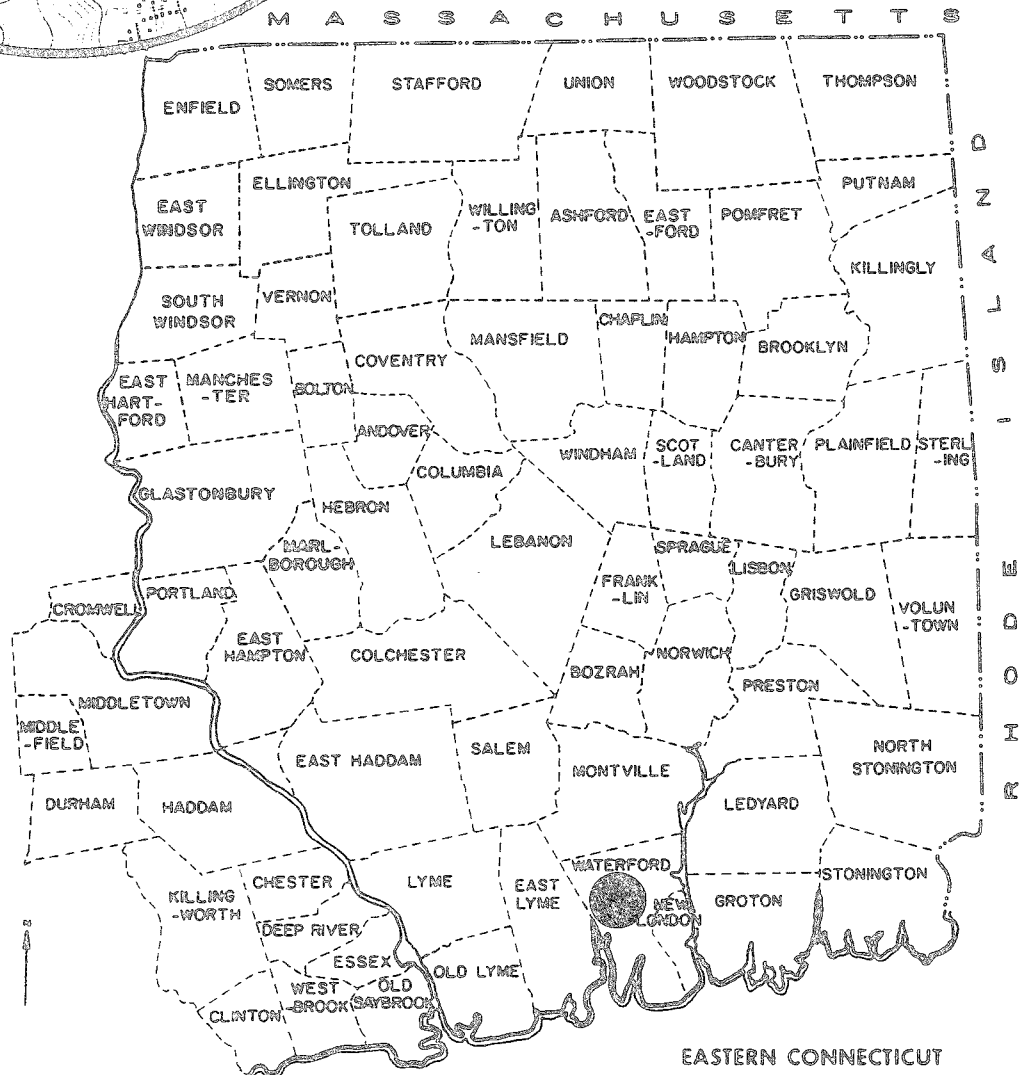 MASSACHUSETTS
SOMERS
STAFFORD
UNION
WOODSTOCK
THOMPSON
ENFIELD
ELLINGTON
PUTNAM
EAST
WINDSOR
TOLLAND
WILLING
-TON
ASHFORD
EAST
-FORD
POMFRET
KILLINGLY
SOUTH
WINDSOR
VERNON
MANSFIELD
CHAPLIN
HAMPTON
BROOKLYN
COVENTRY
EAST
HART-
FORD
MANCHES
-TER
BOLTON
ANDOVER
WINDHAM
SCOT
-LAND
CANTER
-BURY
PLAINFIELD
STERL
-ING
COLUMBIA
GLASTONBURY
HEBRON
LEBANON
MARL-
BOROUGH
SPRAGUE
LISBON
FRANK
-LIN
GRISWOLD
VOLUN
-TOWN
CROMWELL
PORTLAND
EAST
HAMPTON
COLCHESTER
BOZRAH
NORWICH
PRESTON
MIDDLETOWN
MIDDLE
-FIELD
EAST HADDAM
SALEM
MONTVILLE
NORTH
STONINGTON
DURHAM
HADDAM
LEDYARD
WATERFORD
STONINGTON
KILLING
-WORTH
CHESTER
LYME
EAST
LYME
NEW
LONDON
GROTON
DEEP RIVER
ESSEX
OLD LYME
WEST
-BROOK
OLD
SAYBROOK
CLINTON
RHODE ISLAND
EASTERN CONNECTICUT